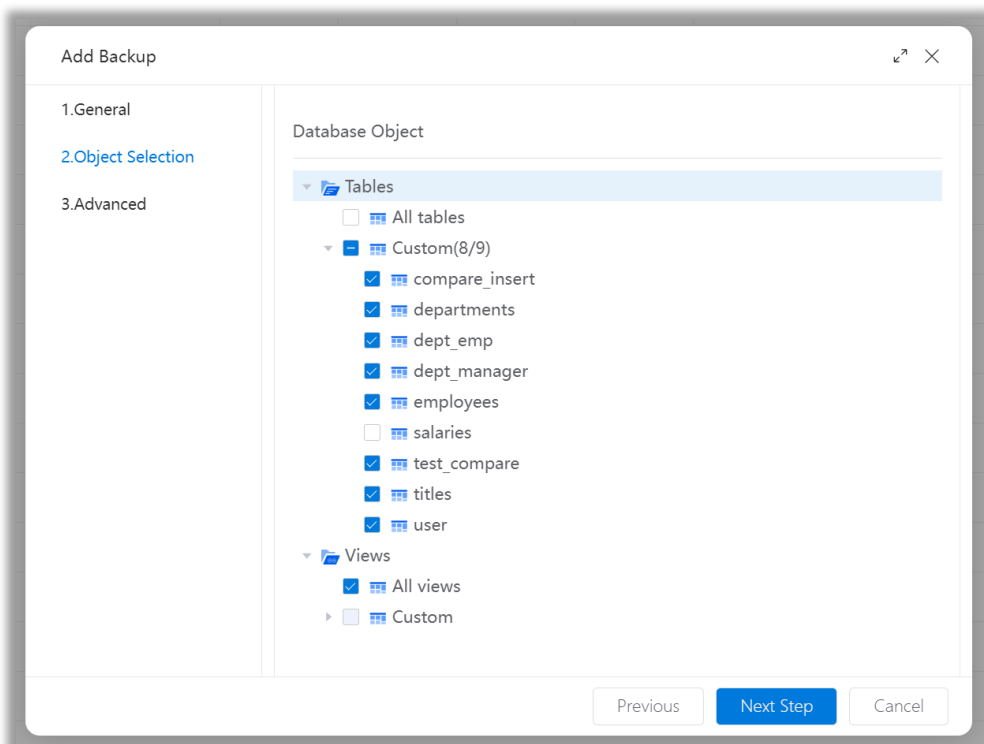 Add Backup
1.General
2.Object Selection
3.Advanced
Database Object
Tables
All tables
Custom(8/9)
compare_insert
departments
dept_emp
dept_manager
employees
salaries
test_compare
titles
user
Views
All views
Custom
Previous
Next Step
Cancel